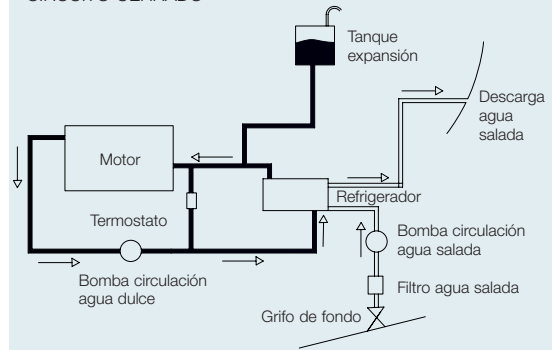 CIRCUITO CERRADO
Tanque
expansión
Descarga
agua
salada
Motor
Refrigerador
Termostato
Bomba circulación
agua salada
Bomba circulación
agua dulce
Filtro agua salada
Grifo de fondo